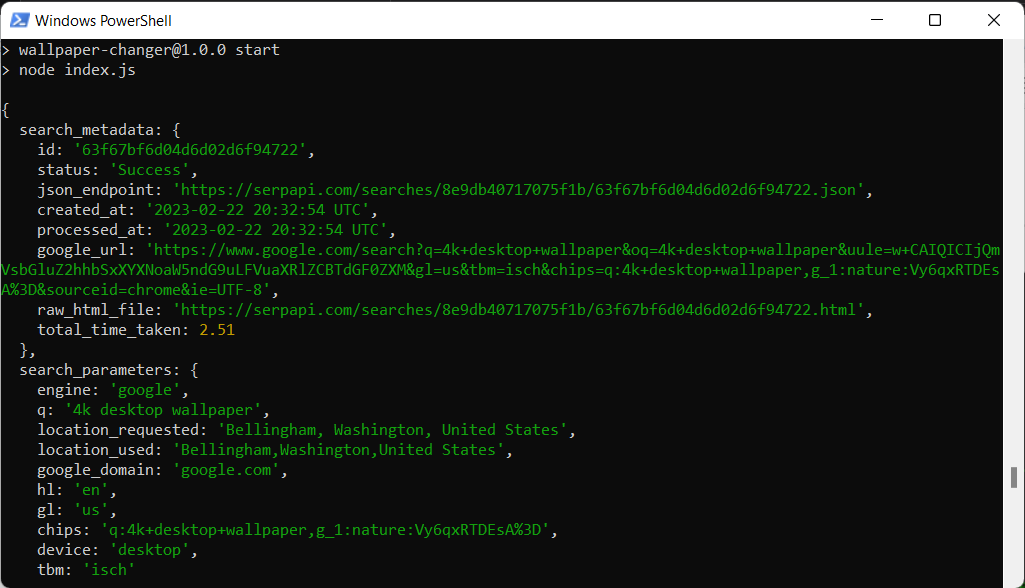 Windows PowerShell
> wallpaper-changer@1.0.0 start
> node index.js
{
search_metadata: {
id: '63f67bf6d04d6d02d6f94722',
status: 'Success',
json_endpoint: 'https://serpapi.com/searches/8e9db40717075f1b/63f67bf6d04d6d02d6f94722.json',
created_at: '2023-02-22 20:32:54 UTC',
processed_at: '2023-02-22 20:32:54 UTC',
google_url: 'https://www.google.com/search?q=4k+desktop+wallpaper&oq=4k+desktop+wallpaper&uule=w+CAIQICIjQm
VsbGluZ2hhbSxXYXNoaW5ndG9uLFVuaXRlZCBTdGF0ZXM&gl=us&tbm=isch&chips=q:4k+desktop+wallpaper,g_1:nature:Vy6qxRTDEs
A%3D&sourceid=chrome&ie=UTF-8',
raw_html_file: 'https://serpapi.com/searches/8e9db40717075f1b/63f67bf6d04d6d02d6f94722.html',
total_time_taken: 2.51
},
search_parameters: {
engine: 'google',
q: '4k desktop wallpaper',
location_requested: 'Bellingham, Washington, United States',
location_used: 'Bellingham,Washington,United States',
google_domain: 'google.com',
hl: 'en',
gl: 'us',
chips: 'q:4k+desktop+wallpaper,g_1:nature:Vy6qxRTDEsA%3D',
device: 'desktop',
tbm: 'isch'